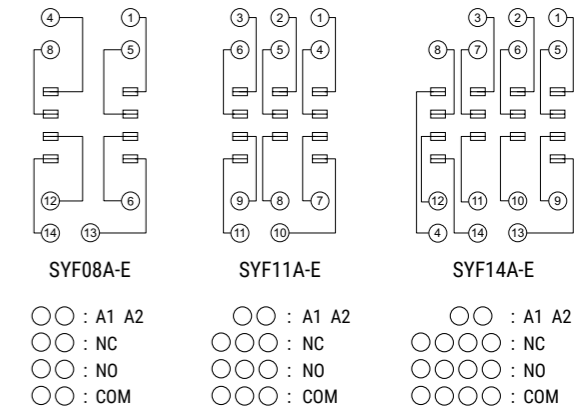 4 1 3 2 1 3 2 1
8 5 6 5 4 8 7 6 5
12 6 9 8 7 12 11 10 9
14 13 11 10 4 14 13
SYF08A-E SYF11A-E SYF14A-E
: A1 A2 : A1 A2 : A1 A2
: NC : NC : NC
: NO : NO : NO
: COM : COM : COM